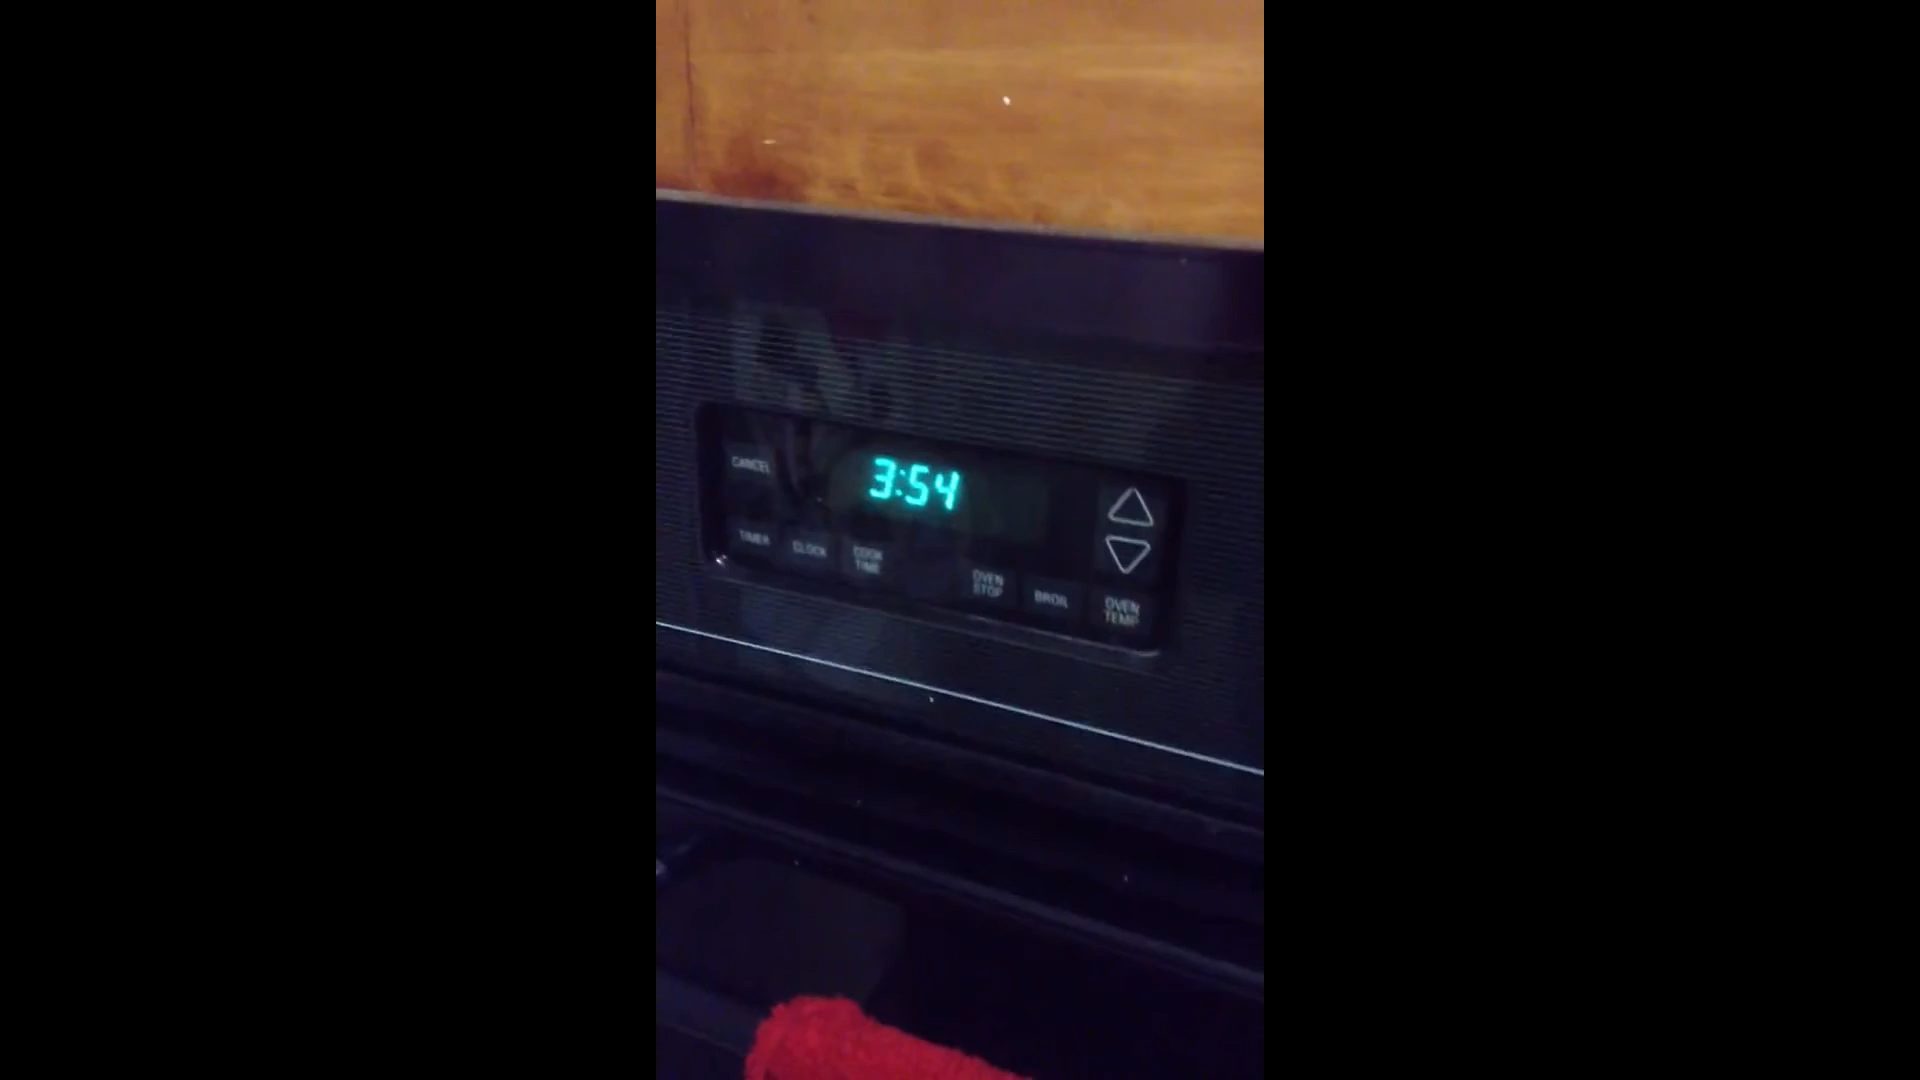 CANCEL
3:54
TIMER
CLOCK
COOK
TIME
OVEN
STOP
BROIL
OVEN
TEMP